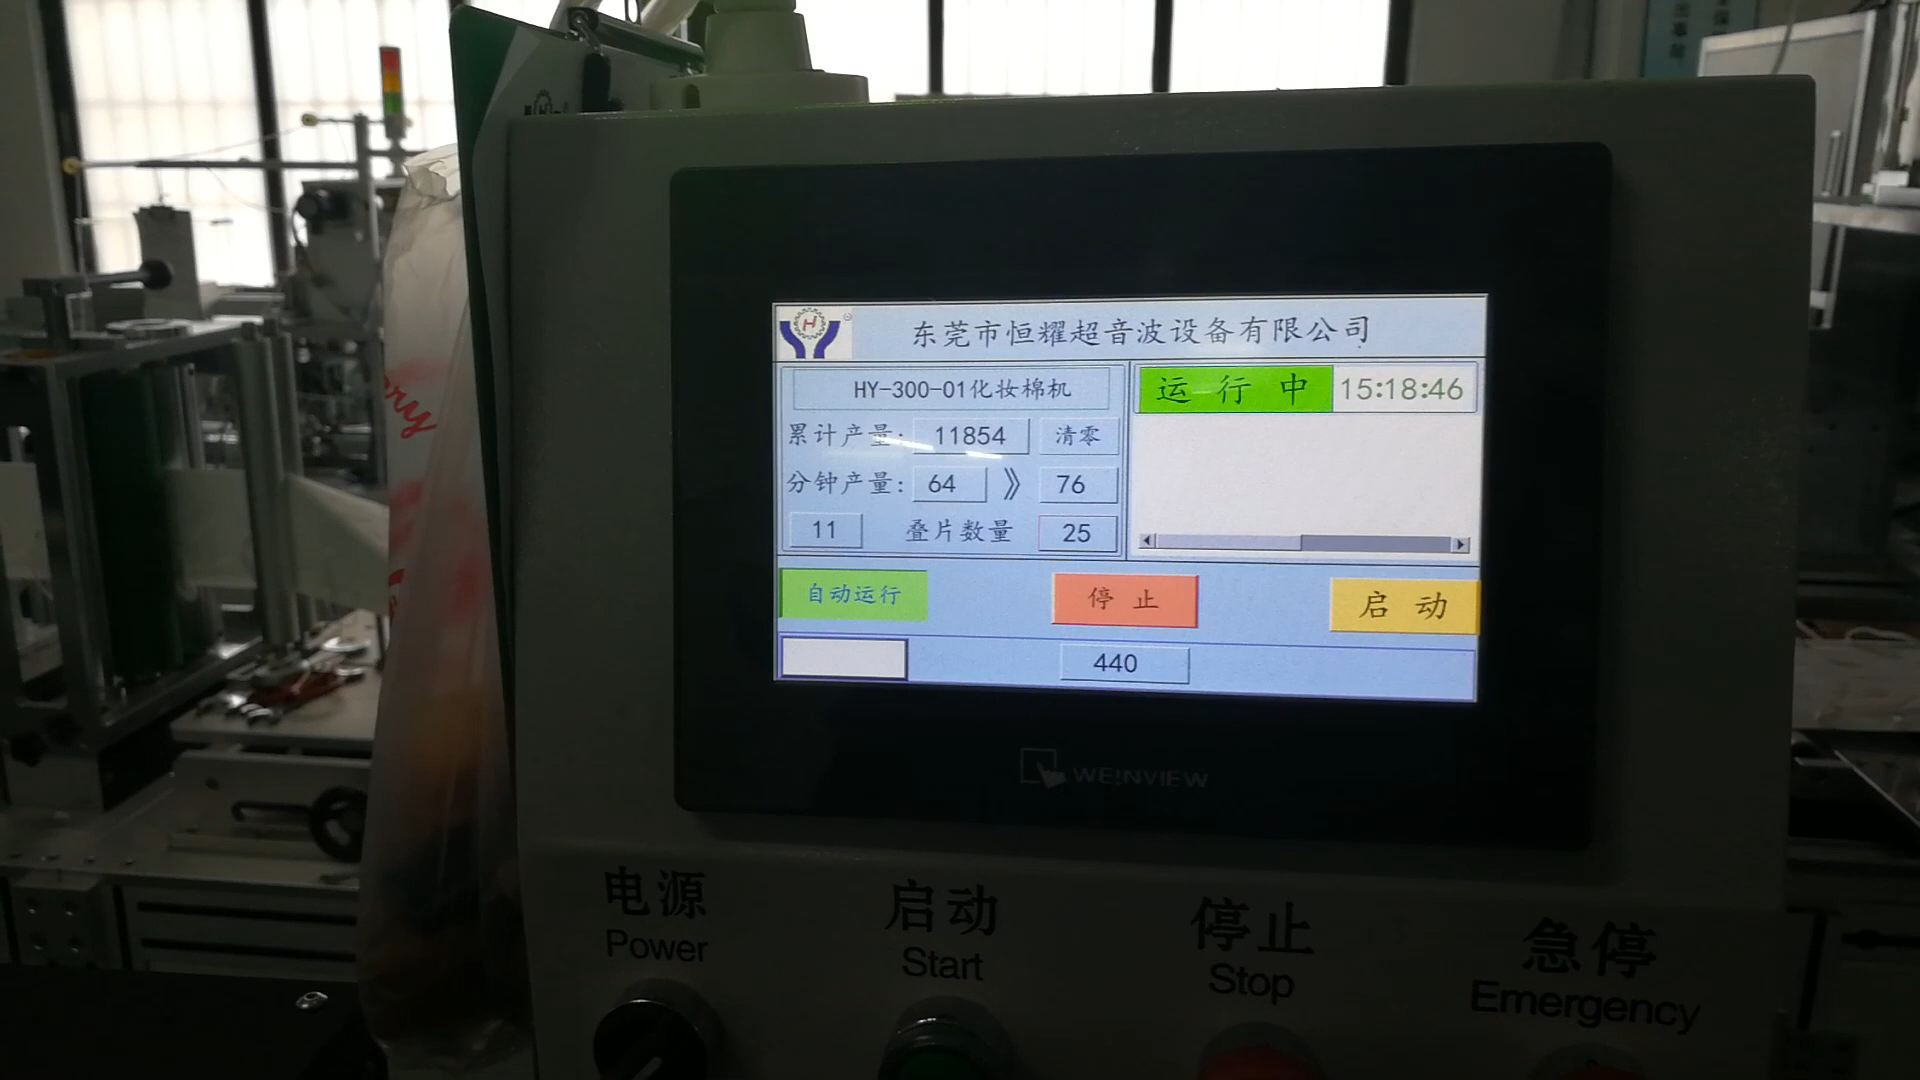 东莞市恒耀超音波设备有限公司
HY-300-01化妆棉机
运行中 15:18:46
累计产量: 11854 清零
分钟产量: 64 》 76
11 叠片数量 25
自动运行 停止 启动
440
WEINVIEW
电源 启动 停止 急停
Power Start Stop Emergency